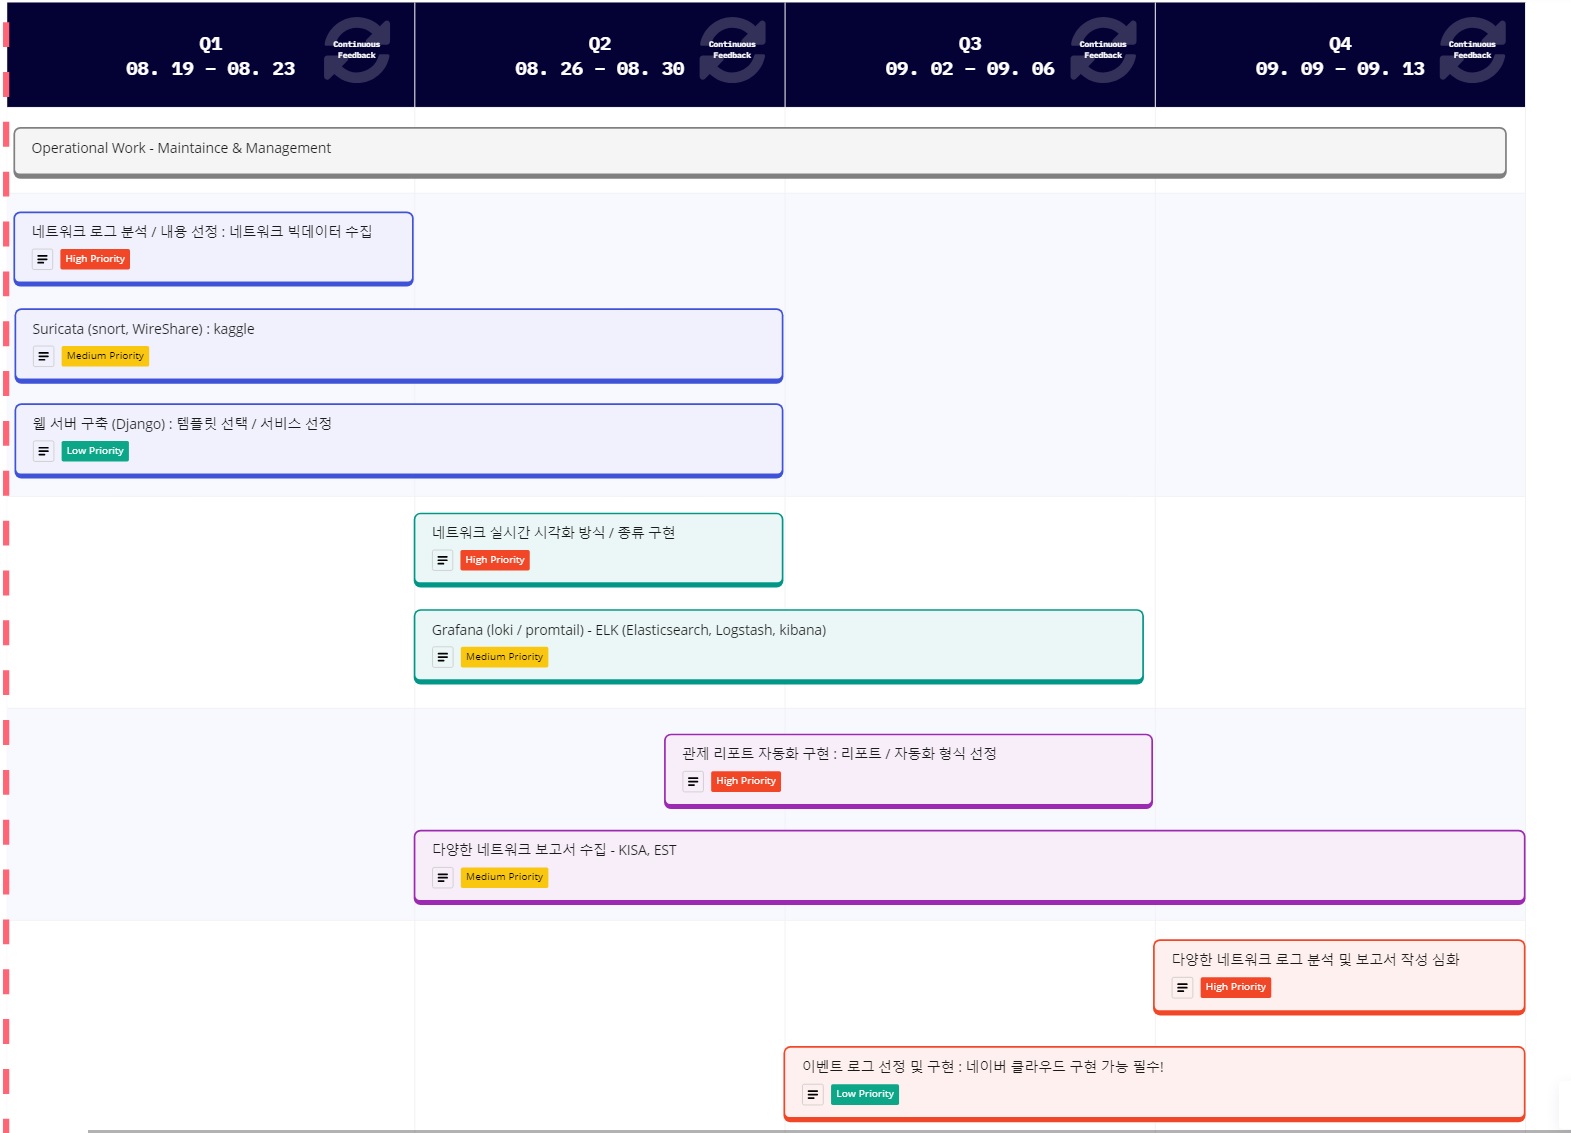 Q1
08. 19 – 08. 23
Continuous
Feedback
Q2
08. 26 – 08. 30
Continuous
Feedback
Q3
09. 02 – 09. 06
Continuous
Feedback
Q4
09. 09 – 09. 13
Continuous
Feedback
Operational Work - Maintaince & Management
네트워크 로그 분석 / 내용 선정 : 네트워크 빅데이터 수집
High Priority
Suricata (snort, WireShare) : kaggle
Medium Priority
웹 서버 구축 (Django) : 템플릿 선택 / 서비스 선정
Low Priority
네트워크 실시간 시각화 방식 / 종류 구현
High Priority
Grafana (loki / promtail) - ELK (Elasticsearch, Logstash, kibana)
Medium Priority
관제 리포트 자동화 구현 : 리포트 / 자동화 형식 선정
High Priority
다양한 네트워크 보고서 수집 - KISA, EST
Medium Priority
다양한 네트워크 로그 분석 및 보고서 작성 심화
High Priority
이벤트 로그 선정 및 구현 : 네이버 클라우드 구현 가능 필수!
Low Priority